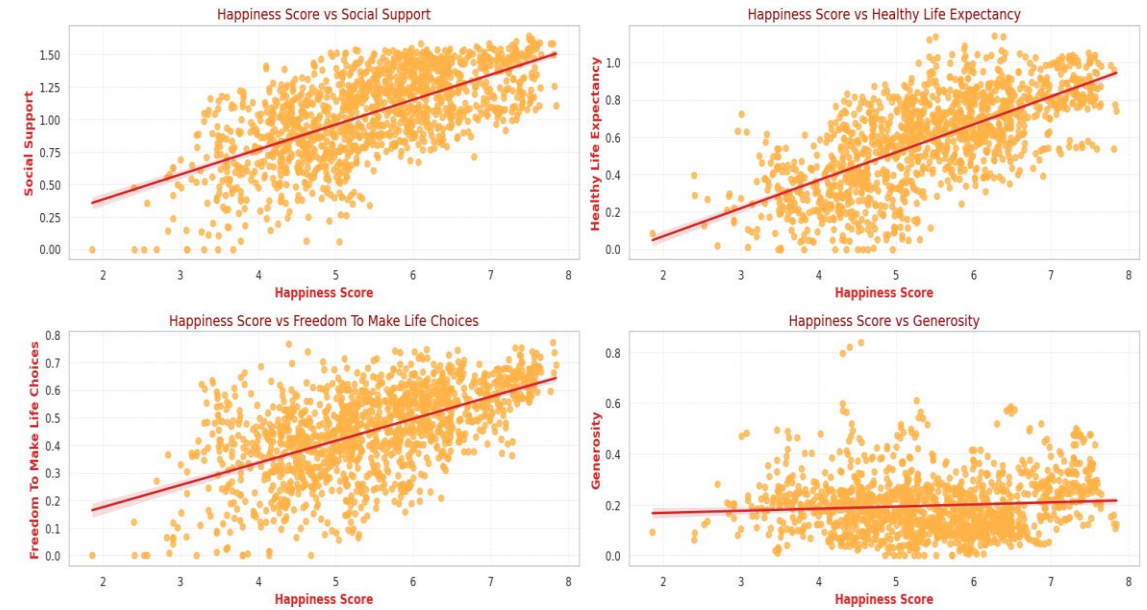 Happiness Score vs Social Support
Social Support
1.50
1.25
1.00
0.75
0.50
0.25
0.00
2 3 4 5 6 7 8
Happiness Score
Happiness Score vs Healthy Life Expectancy
Healthy Life Expectancy
1.0
0.8
0.6
0.4
0.2
0.0
2 3 4 5 6 7 8
Happiness Score
Happiness Score vs Freedom To Make Life Choices
Freedom To Make Life Choices
0.8
0.7
0.6
0.5
0.4
0.3
0.2
0.1
0.0
2 3 4 5 6 7 8
Happiness Score
Happiness Score vs Generosity
Generosity
0.8
0.6
0.4
0.2
0.0
2 3 4 5 6 7 8
Happiness Score